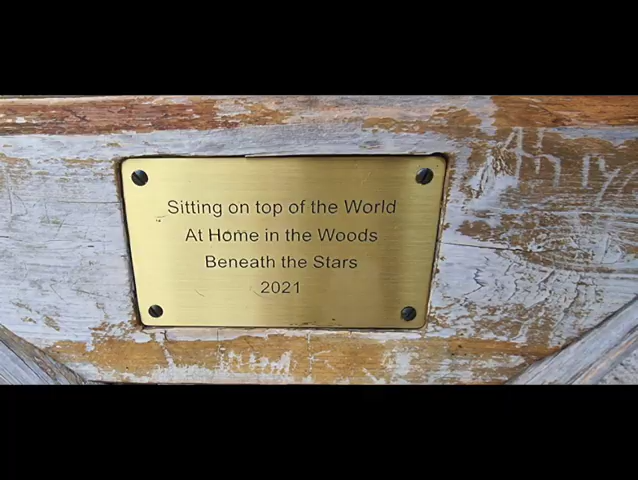 Sitting on top of the World
At Home in the Woods
Beneath the Stars
2021